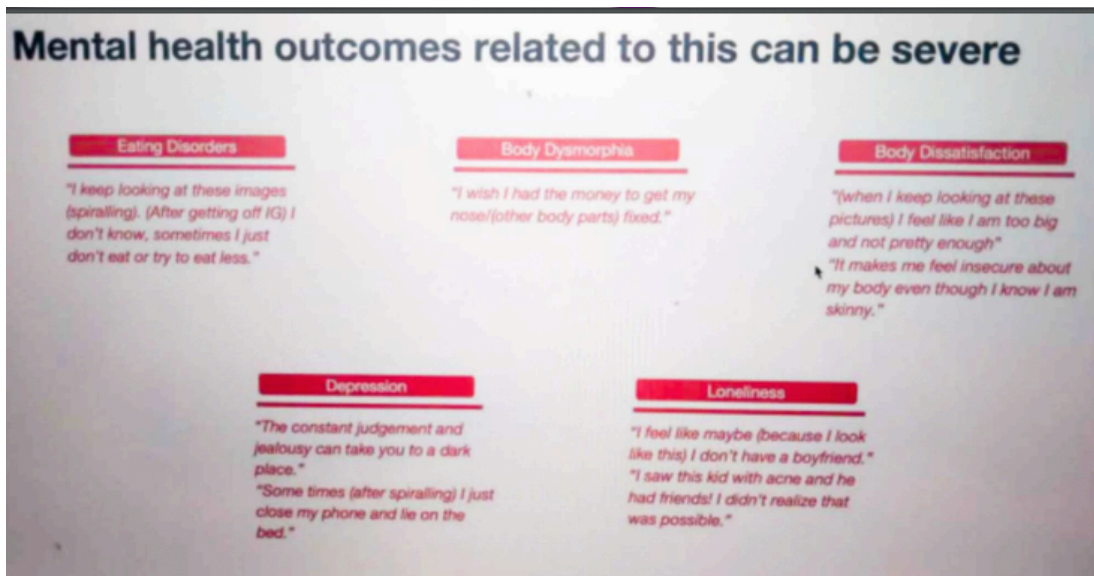 Mental health outcomes related to this can be severe
Eating Disorders
"I keep looking at these images
(spiralling). (After getting off IG) I
don't know, sometimes I just
don't eat or try to eat less."
Body Dysmorphia
"I wish I had the money to get my
nose/(other body parts) fixed."
Body Dissatisfaction
"(when I keep looking at these
pictures) I feel like I am too big
and not pretty enough"
"It makes me feel insecure about
my body even though I know I am
skinny."
Depression
"The constant judgement and
jealousy can take you to a dark
place."
"Some times (after spiralling) I just
close my phone and lie on the
bed."
Loneliness
"I feel like maybe (because I look
like this) I don't have a boyfriend."
"I saw this kid with acne and he
had friends! I didn't realize that
was possible."